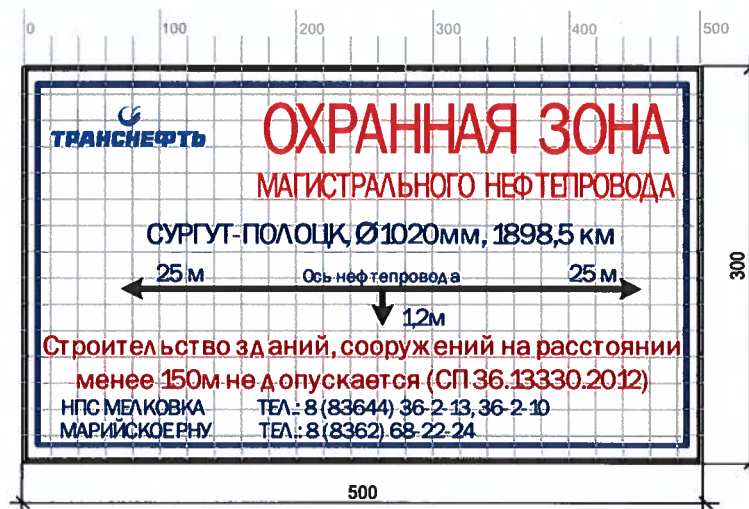 0 100 200 300 400 500
ТРАНСНЕФТЬ
ОХРАННАЯ ЗОНА
МАГИСТРАЛЬНОГО НЕФТЕПРОВОДА
СУРГУТ-ПОЛОЦК, Ø1020мм, 1898,5 км
25 м Ось нефтепровода 25 м
1,2м
300
Строительство зданий, сооружений на расстоянии
менее 150м не допускается (СП 36.13330.2012)
НПС МЕЛКОВКА ТЕЛ.: 8 (83644) 36-2-13, 36-2-10
МАРИЙСКОЕ РНУ ТЕЛ.: 8 (8362) 68-22-24
500